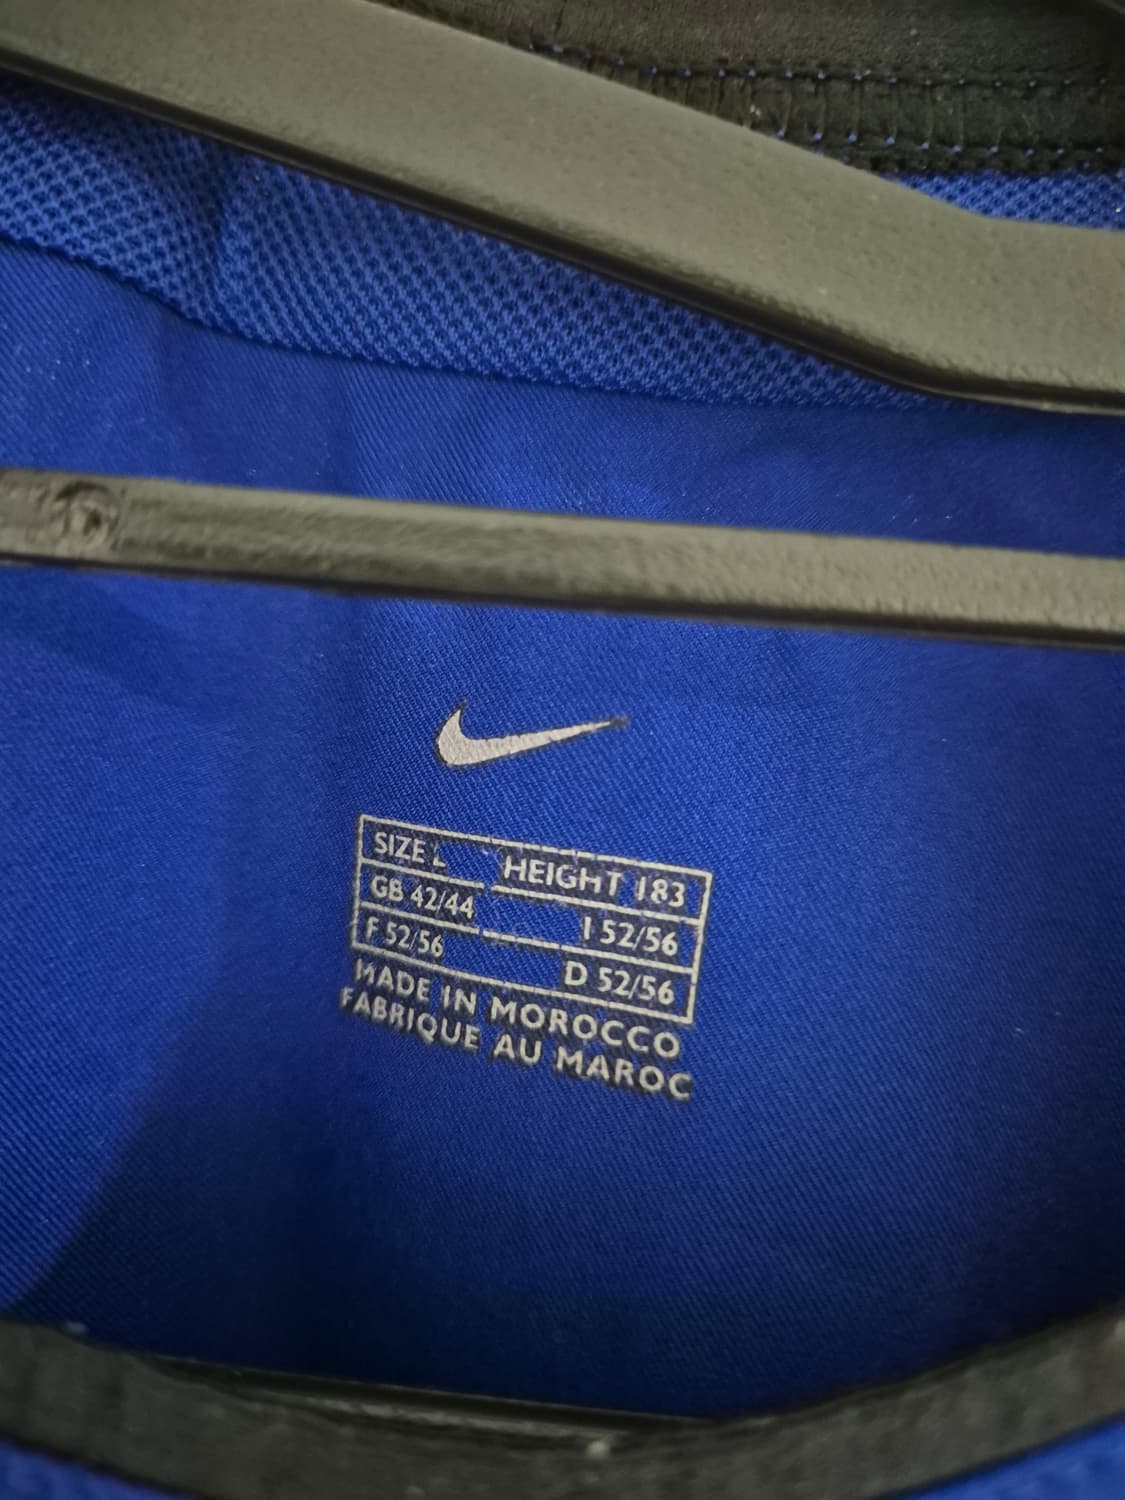 SIZE L HEIGHT 183
GB 42/44 I 52/56
F 52/56 D 52/56
MADE IN MOROCCO
FABRIQUE AU MAROC